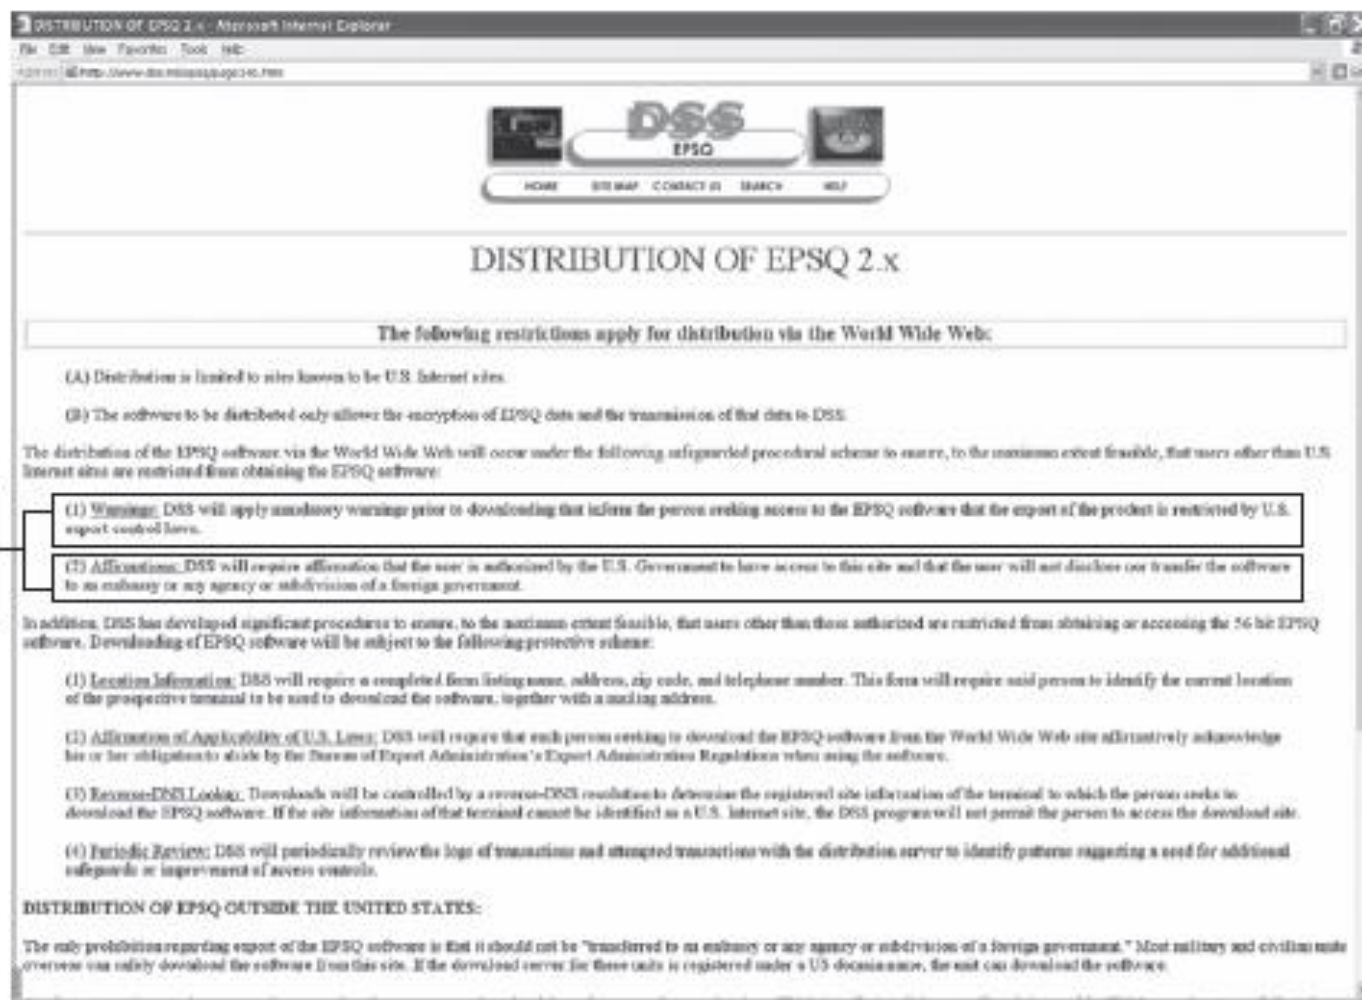 DISTRIBUTION OF EPSQ 2.x - Microsoft Internet Explorer
File Edit View Favorites Tools Help
DSS
EPSQ
HOME SITE MAP CONTACT US SEARCH HELP
DISTRIBUTION OF EPSQ 2.x
The following restrictions apply for distribution via the World Wide Web:
(A) Distribution is limited to sites known to be U.S. Internet sites.
(B) The software to be distributed only allows the encryption of EPSQ data and the transmission of that data to DSS.
The distribution of the EPSQ software via the World Wide Web will occur under the following safeguarded procedural scheme to ensure, to the maximum extent feasible, that users other than U.S.
Internet sites are restricted from obtaining the EPSQ software:
(1) Warnings: DSS will apply mandatory warnings prior to downloading that inform the person seeking access to the EPSQ software that the export of the product is restricted by U.S.
export control laws.
(2) Affirmations: DSS will require affirmation that the user is authorized by the U.S. Government to have access to this site and that the user will not disclose nor transfer the software
to an embassy or any agency or subdivision of a foreign government.
In addition, DSS has developed significant procedures to ensure, to the maximum extent feasible, that users other than those authorized are restricted from obtaining or accessing the 56 bit EPSQ
software. Downloading of EPSQ software will be subject to the following protective scheme:
(1) Location Information: DSS will require a completed form listing name, address, zip code, and telephone number. This form will require said person to identify the current location
of the prospective terminal to be used to download the software, together with a mailing address.
(2) Affirmation of Applicability of U.S. Laws: DSS will require that each person seeking to download the EPSQ software from the World Wide Web site affirmatively acknowledge
his or her obligation to abide by the Bureau of Export Administration's Export Administration Regulations when using the software.
(3) Reverse-DNS Lookup: Downloads will be controlled by a reverse-DNS resolution to determine the registered site information of the terminal to which the person seeks to
download the EPSQ software. If the site information of that terminal cannot be identified as a U.S. Internet site, the DSS program will not permit the person to access the download site.
(4) Periodic Review: DSS will periodically review the logs of transactions and attempted transactions with the distribution server to identify patterns suggesting a need for additional
safeguards or improvement of access controls.
DISTRIBUTION OF EPSQ OUTSIDE THE UNITED STATES:
The only prohibition regarding export of the EPSQ software is that it should not be "transferred to an embassy or any agency or subdivision of a foreign government." Most military and civilian units
overseas can safely download the software from this site. If the download server for these units is registered under a US domain name, the unit can download the software.